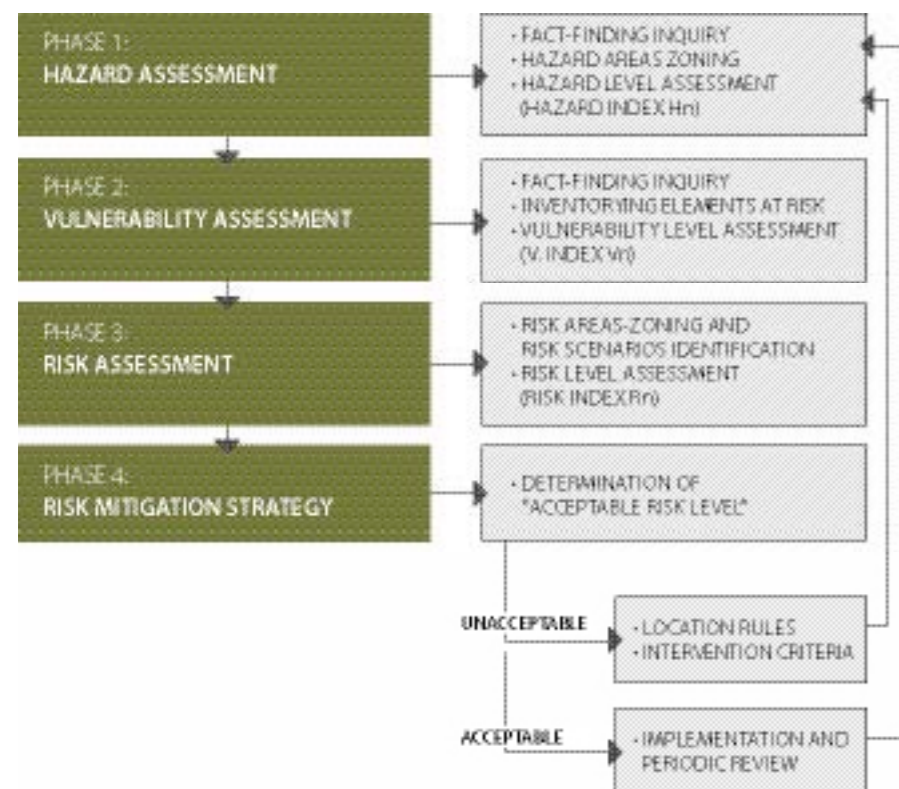 PHASE 1:
HAZARD ASSESSMENT
• FACT-FINDING INQUIRY
• HAZARD AREAS ZONING
• HAZARD LEVEL ASSESSMENT
(HAZARD INDEX Hn)
PHASE 2:
VULNERABILITY ASSESSMENT
• FACT-FINDING INQUIRY
• INVENTORYING ELEMENTS AT RISK
• VULNERABILITY LEVEL ASSESSMENT
(V. INDEX Vn)
PHASE 3:
RISK ASSESSMENT
• RISK AREAS-ZONING AND
RISK SCENARIOS IDENTIFICATION
• RISK LEVEL ASSESSMENT
(RISK INDEX Rn)
PHASE 4:
RISK MITIGATION STRATEGY
• DETERMINATION OF
"ACCEPTABLE RISK LEVEL"
UNACCEPTABLE
• LOCATION RULES
• INTERVENTION CRITERIA
ACCEPTABLE
• IMPLEMENTATION AND
PERIODIC REVIEW